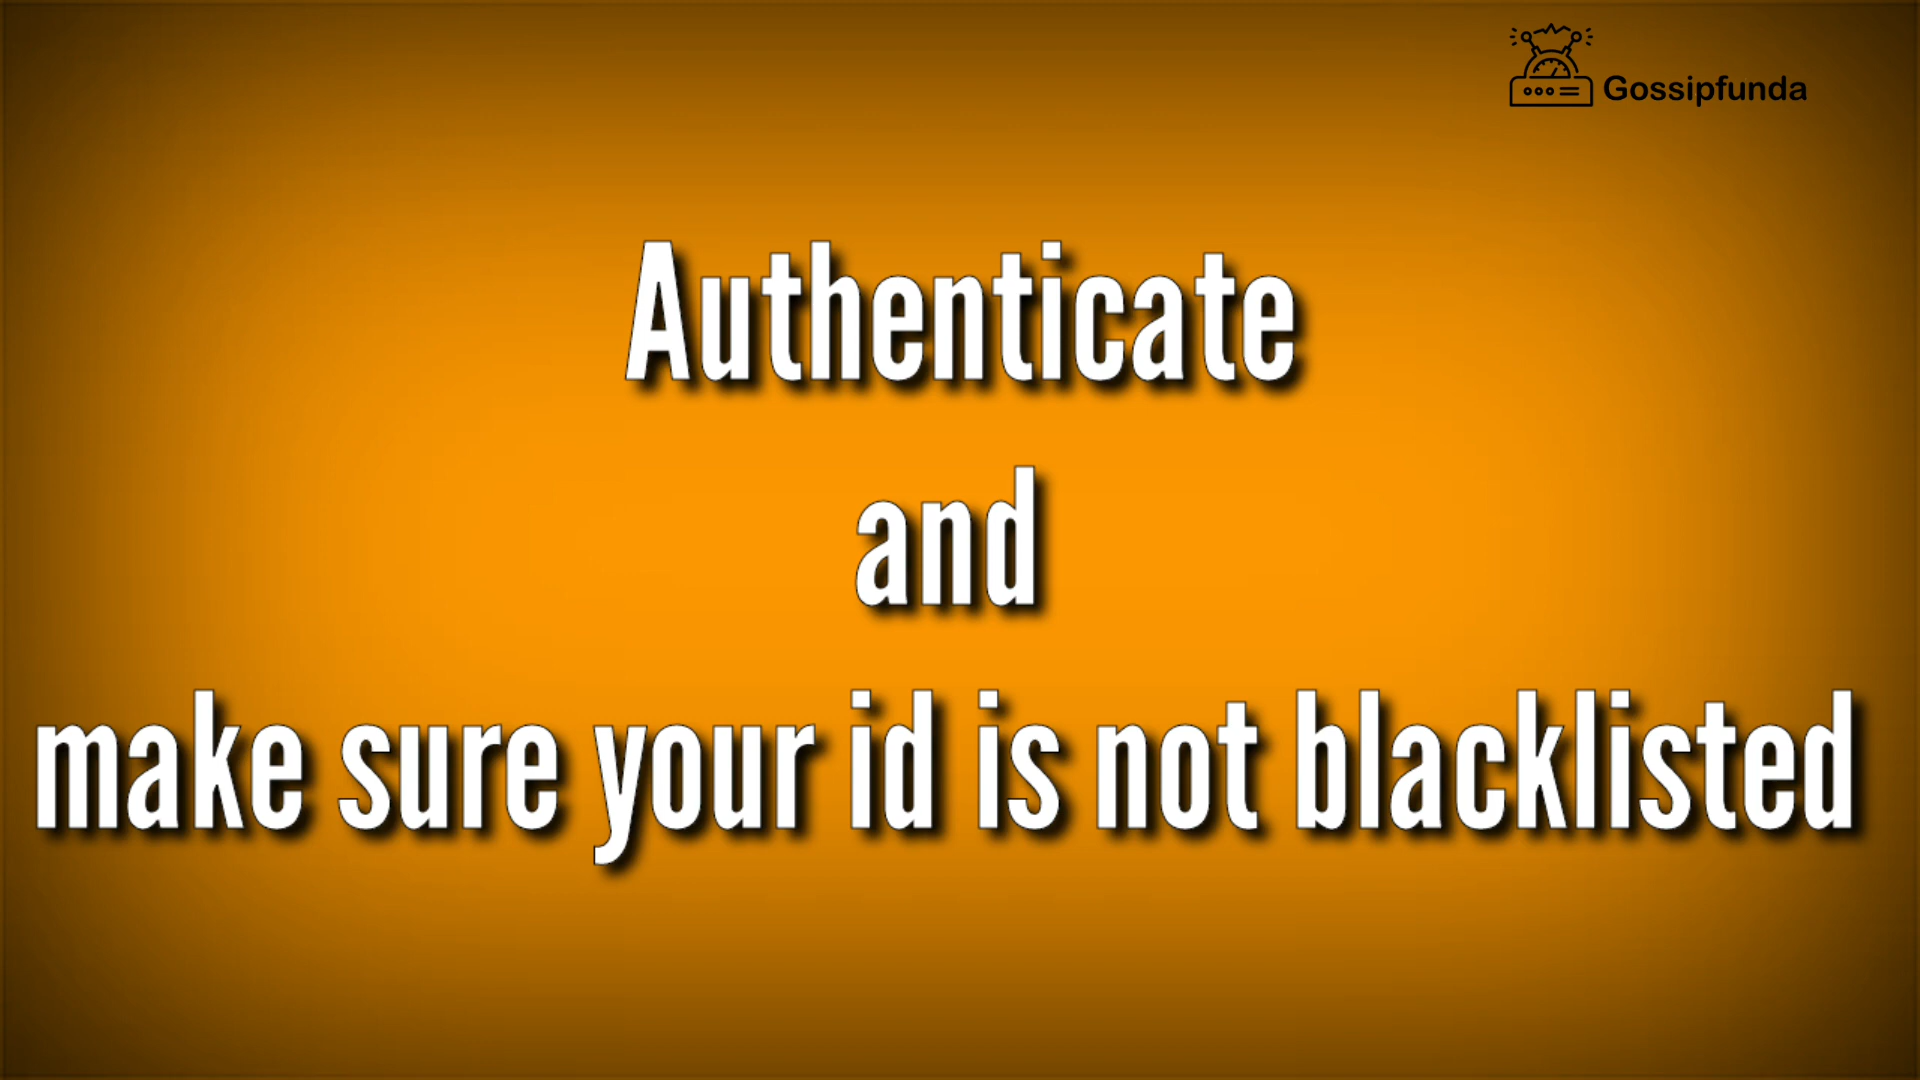 Gossipfunda
Authenticate
and
make sure your id is not blacklisted